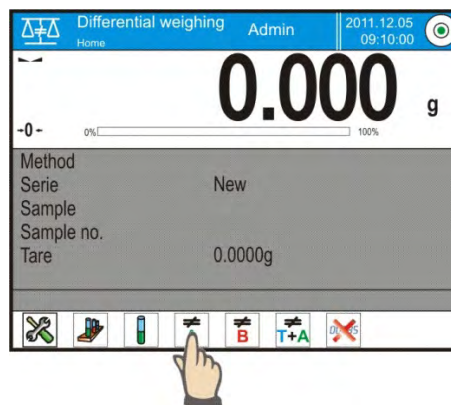 Differential weighing Admin 2011.12.05
Home 09:10:00
0.000 g
→0←
0% 100%
Method
Serie New
Sample
Sample no.
Tare 0.0000g
B T+A